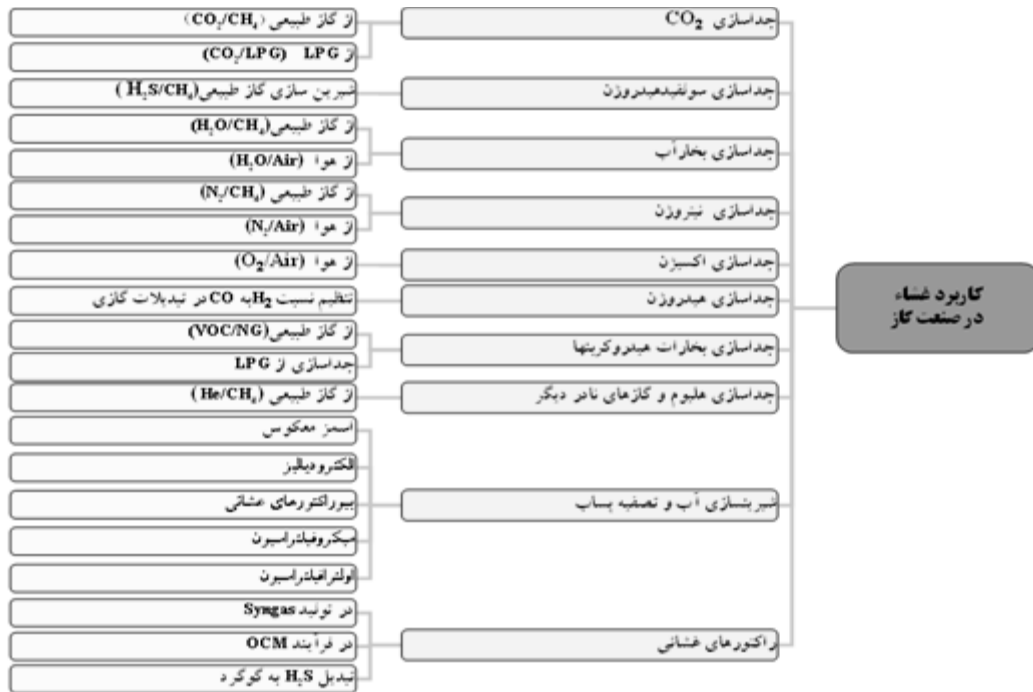 کاربرد غشاء
در صنعت گاز
جداسازی CO₂
از گاز طبیعی (CO₂/CH₄)
از LPG (CO₂/LPG)
جداسازی سولفیدهیدروژن
شیرین سازی گاز طبیعی(H₂S/CH₄)
جداسازی بخارآب
از گاز طبیعی(H₂O/CH₄)
از هوا (H₂O/Air)
جداسازی نیتروژن
از گاز طبیعی (N₂/CH₄)
از هوا (N₂/Air)
جداسازی اکسیژن
از هوا (O₂/Air)
جداسازی هیدروژن
تنظیم نسبت H₂به CO در تبدیلات گازی
جداسازی بخارات هیدروکربنها
از گاز طبیعی(VOC/NG)
جداسازی از LPG
جداسازی هلیوم و گازهای نادر دیگر
از گاز طبیعی (He/CH₄)
شیرینسازی آب و تصفیه پساب
اسمز معکوس
الکترودیالیز
بیوراکتورهای غشائی
میکروفیلتراسیون
اولترافیلتراسیون
راکتورهای غشائی
در تولید Syngas
در فرآیند OCM
تبدیل H₂S به گوگرد